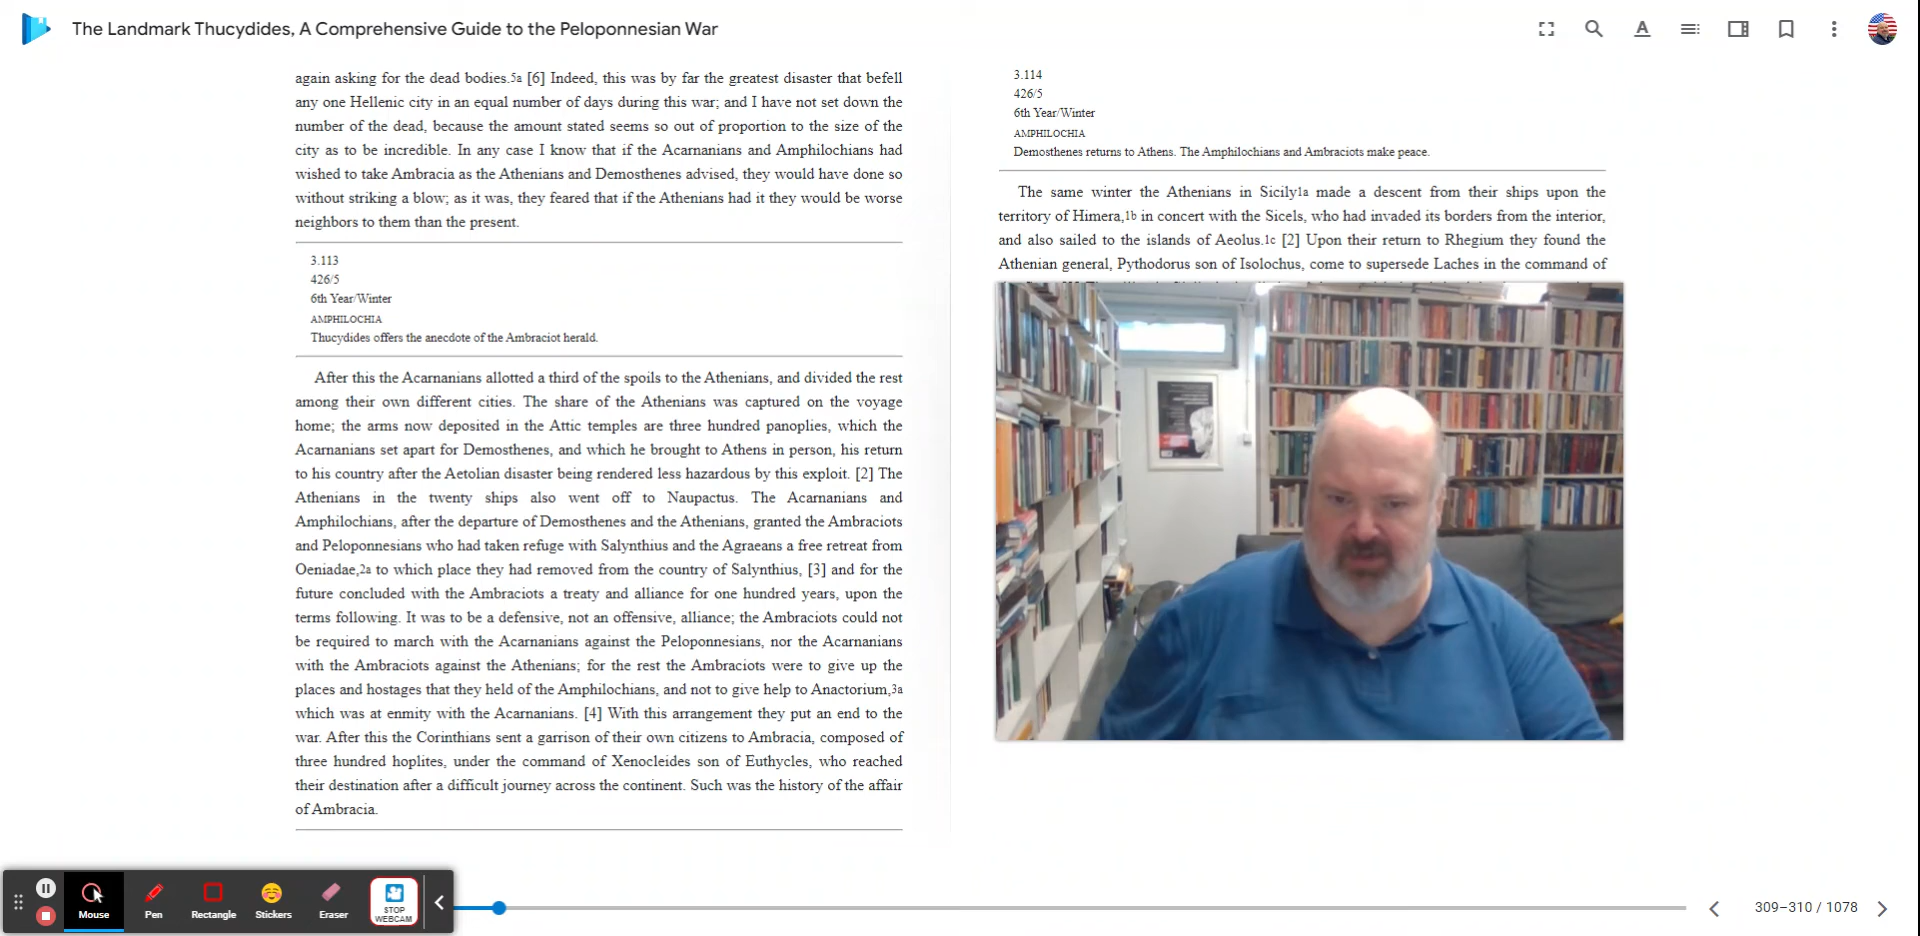 The Landmark Thucydides, A Comprehensive Guide to the Peloponnesian War
again asking for the dead bodies.5a [6] Indeed, this was by far the greatest disaster that befell
any one Hellenic city in an equal number of days during this war; and I have not set down the
number of the dead, because the amount stated seems so out of proportion to the size of the
city as to be incredible. In any case I know that if the Acarnanians and Amphilochians had
wished to take Ambracia as the Athenians and Demosthenes advised, they would have done so
without striking a blow; as it was, they feared that if the Athenians had it they would be worse
neighbors to them than the present.
3.113
426/5
6th Year/Winter
AMPHILOCHIA
Thucydides offers the anecdote of the Ambraciot herald.
After this the Acarnanians allotted a third of the spoils to the Athenians, and divided the rest
among their own different cities. The share of the Athenians was captured on the voyage
home; the arms now deposited in the Attic temples are three hundred panoplies, which the
Acarnanians set apart for Demosthenes, and which he brought to Athens in person, his return
to his country after the Aetolian disaster being rendered less hazardous by this exploit. [2] The
Athenians in the twenty ships also went off to Naupactus. The Acarnanians and
Amphilochians, after the departure of Demosthenes and the Athenians, granted the Ambraciots
and Peloponnesians who had taken refuge with Salynthius and the Agraeans a free retreat from
Oeniadae,2a to which place they had removed from the country of Salynthius, [3] and for the
future concluded with the Ambraciots a treaty and alliance for one hundred years, upon the
terms following. It was to be a defensive, not an offensive, alliance; the Ambraciots could not
be required to march with the Acarnanians against the Peloponnesians, nor the Acarnanians
with the Ambraciots against the Athenians; for the rest the Ambraciots were to give up the
places and hostages that they held of the Amphilochians, and not to give help to Anactorium,3a
which was at enmity with the Acarnanians. [4] With this arrangement they put an end to the
war. After this the Corinthians sent a garrison of their own citizens to Ambracia, composed of
three hundred hoplites, under the command of Xenocleides son of Euthycles, who reached
their destination after a difficult journey across the continent. Such was the history of the affair
of Ambracia.
3.114
426/5
6th Year/Winter
AMPHILOCHIA
Demosthenes returns to Athens. The Amphilochians and Ambraciots make peace.
The same winter the Athenians in Sicily1a made a descent from their ships upon the
territory of Himera,1b in concert with the Sicels, who had invaded its borders from the interior,
and also sailed to the islands of Aeolus.1c [2] Upon their return to Rhegium they found the
Athenian general, Pythodorus son of Isolochus, come to supersede Laches in the command of
Mouse
Pen
Rectangle
Stickers
Eraser
STOP
WEBCAM
309–310 / 1078